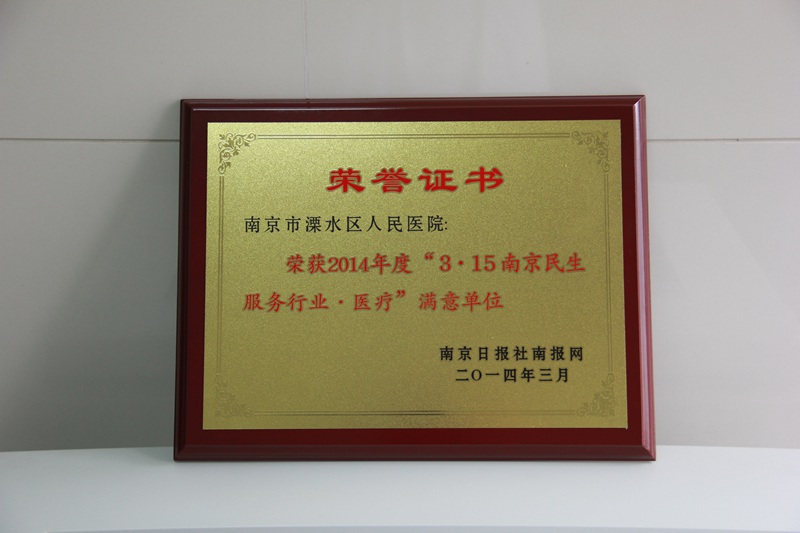 荣誉证书
南京市溧水区人民医院:
荣获2014年度“3·15南京民生
服务行业·医疗”满意单位
南京日报社南报网
二〇一四年三月